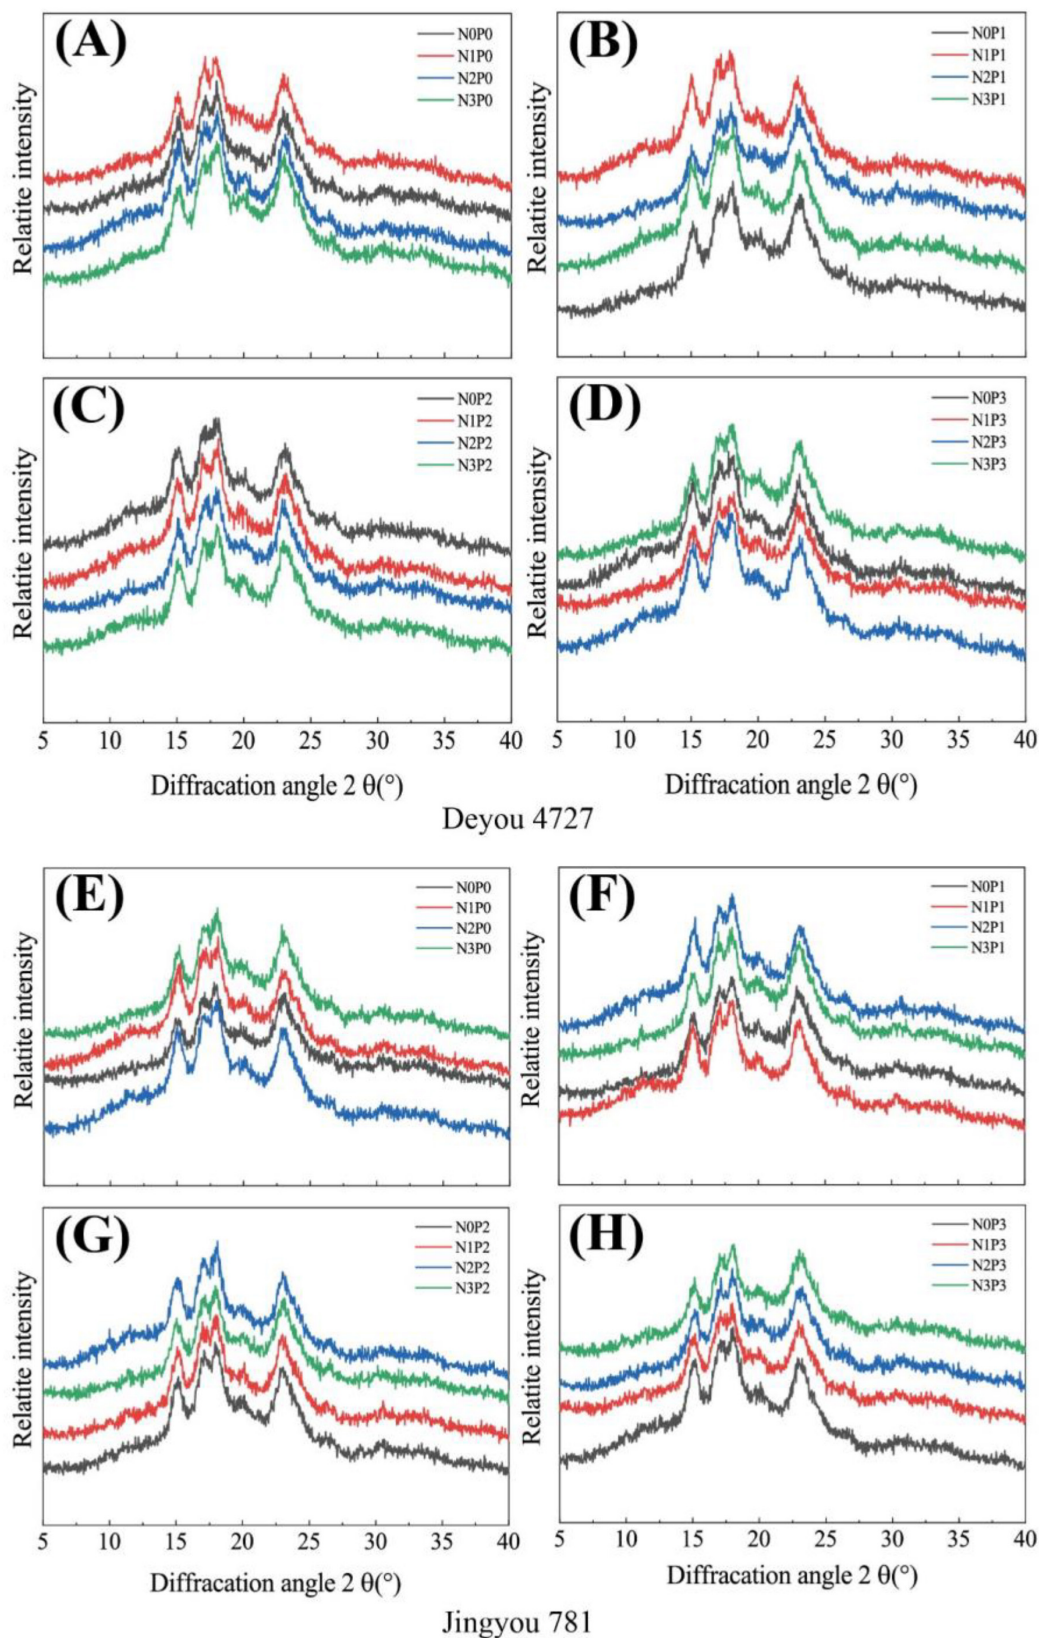 (A)
N0P0
N1P0
N2P0
N3P0
Relatite intensity
(B)
N0P1
N1P1
N2P1
N3P1
Relatite intensity
(C)
N0P2
N1P2
N2P2
N3P2
Relatite intensity
5 10 15 20 25 30 35 40
Diffracation angle 2 θ(°)
(D)
N0P3
N1P3
N2P3
N3P3
Relatite intensity
5 10 15 20 25 30 35 40
Diffracation angle 2 θ(°)
Deyou 4727
(E)
N0P0
N1P0
N2P0
N3P0
Relatite intensity
(F)
N0P1
N1P1
N2P1
N3P1
Relatite intensity
(G)
N0P2
N1P2
N2P2
N3P2
Relatite intensity
5 10 15 20 25 30 35 40
Diffracation angle 2 θ(°)
(H)
N0P3
N1P3
N2P3
N3P3
Relatite intensity
5 10 15 20 25 30 35 40
Diffracation angle 2 θ(°)
Jingyou 781